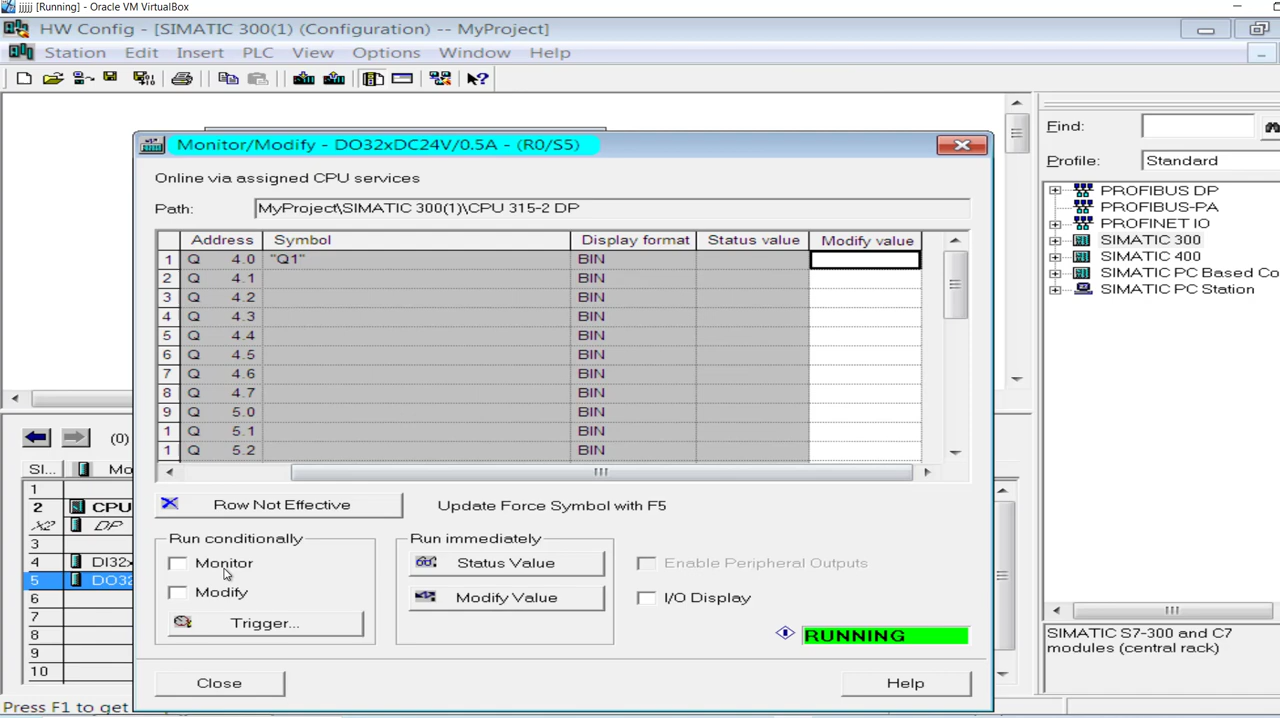 jjjjj [Running] - Oracle VM VirtualBox
HW Config - [SIMATIC 300(1) (Configuration) -- MyProject]
Station Edit Insert PLC View Options Window Help
Monitor/Modify - DO32xDC24V/0.5A - (R0/S5)
Online via assigned CPU services
Path: MyProject\SIMATIC 300(1)\CPU 315-2 DP
Address Symbol Display format Status value Modify value
1 Q 4.0 "Q1" BIN
2 Q 4.1 BIN
3 Q 4.2 BIN
4 Q 4.3 BIN
5 Q 4.4 BIN
6 Q 4.5 BIN
7 Q 4.6 BIN
8 Q 4.7 BIN
9 Q 5.0 BIN
1 Q 5.1 BIN
1 Q 5.2 BIN
Row Not Effective Update Force Symbol with F5
Run conditionally
Monitor
Modify
Trigger...
Run immediately
Status Value
Modify Value
Enable Peripheral Outputs
I/O Display
RUNNING
Close Help
Find:
Profile: Standard
PROFIBUS DP
PROFIBUS-PA
PROFINET IO
SIMATIC 300
SIMATIC 400
SIMATIC PC Based Co
SIMATIC PC Station
SIMATIC S7-300 and C7
modules (central rack)
(0)
Sl... Mo
1
2 CPU
X2 DP
3
4 DI32x
5 DO32
6
7
8
9
10
Press F1 to get